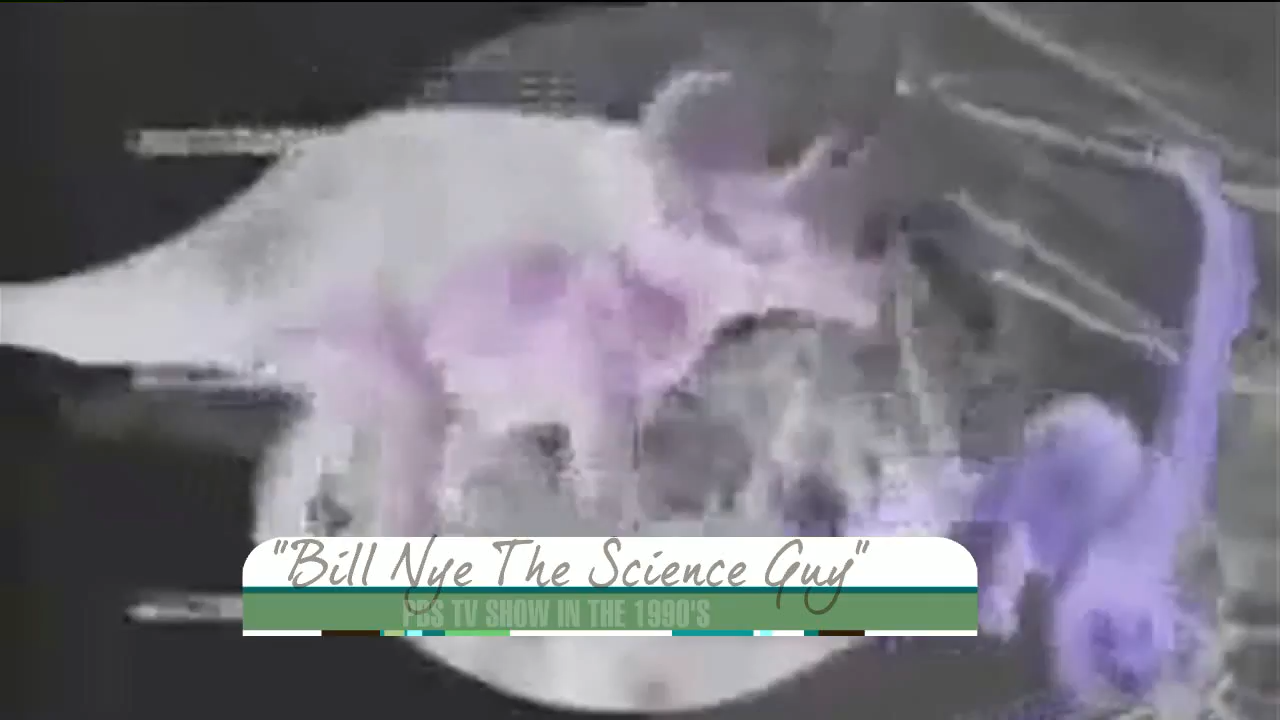 "Bill Nye The Science Guy"
PBS TV SHOW IN THE 1990'S